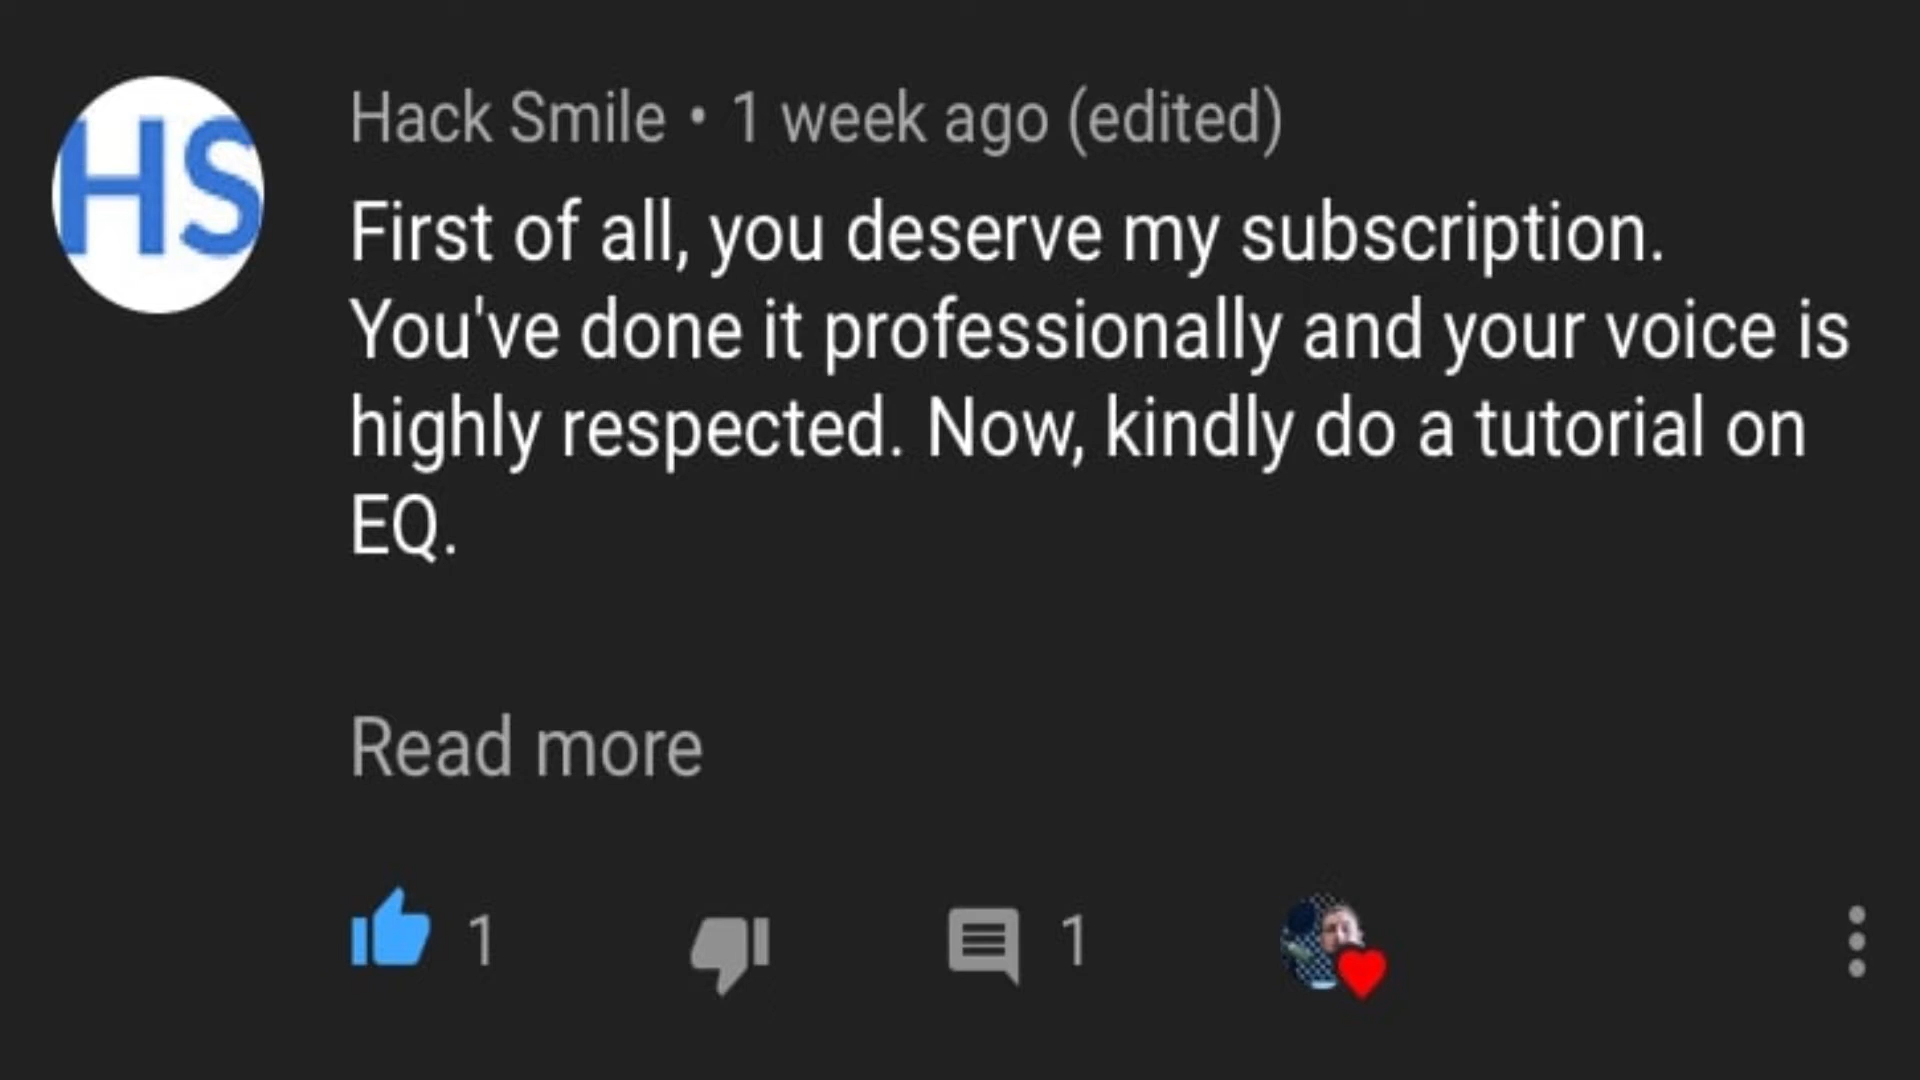 HS
Hack Smile • 1 week ago (edited)
First of all, you deserve my subscription.
You've done it professionally and your voice is
highly respected. Now, kindly do a tutorial on
EQ.
Read more
1
1